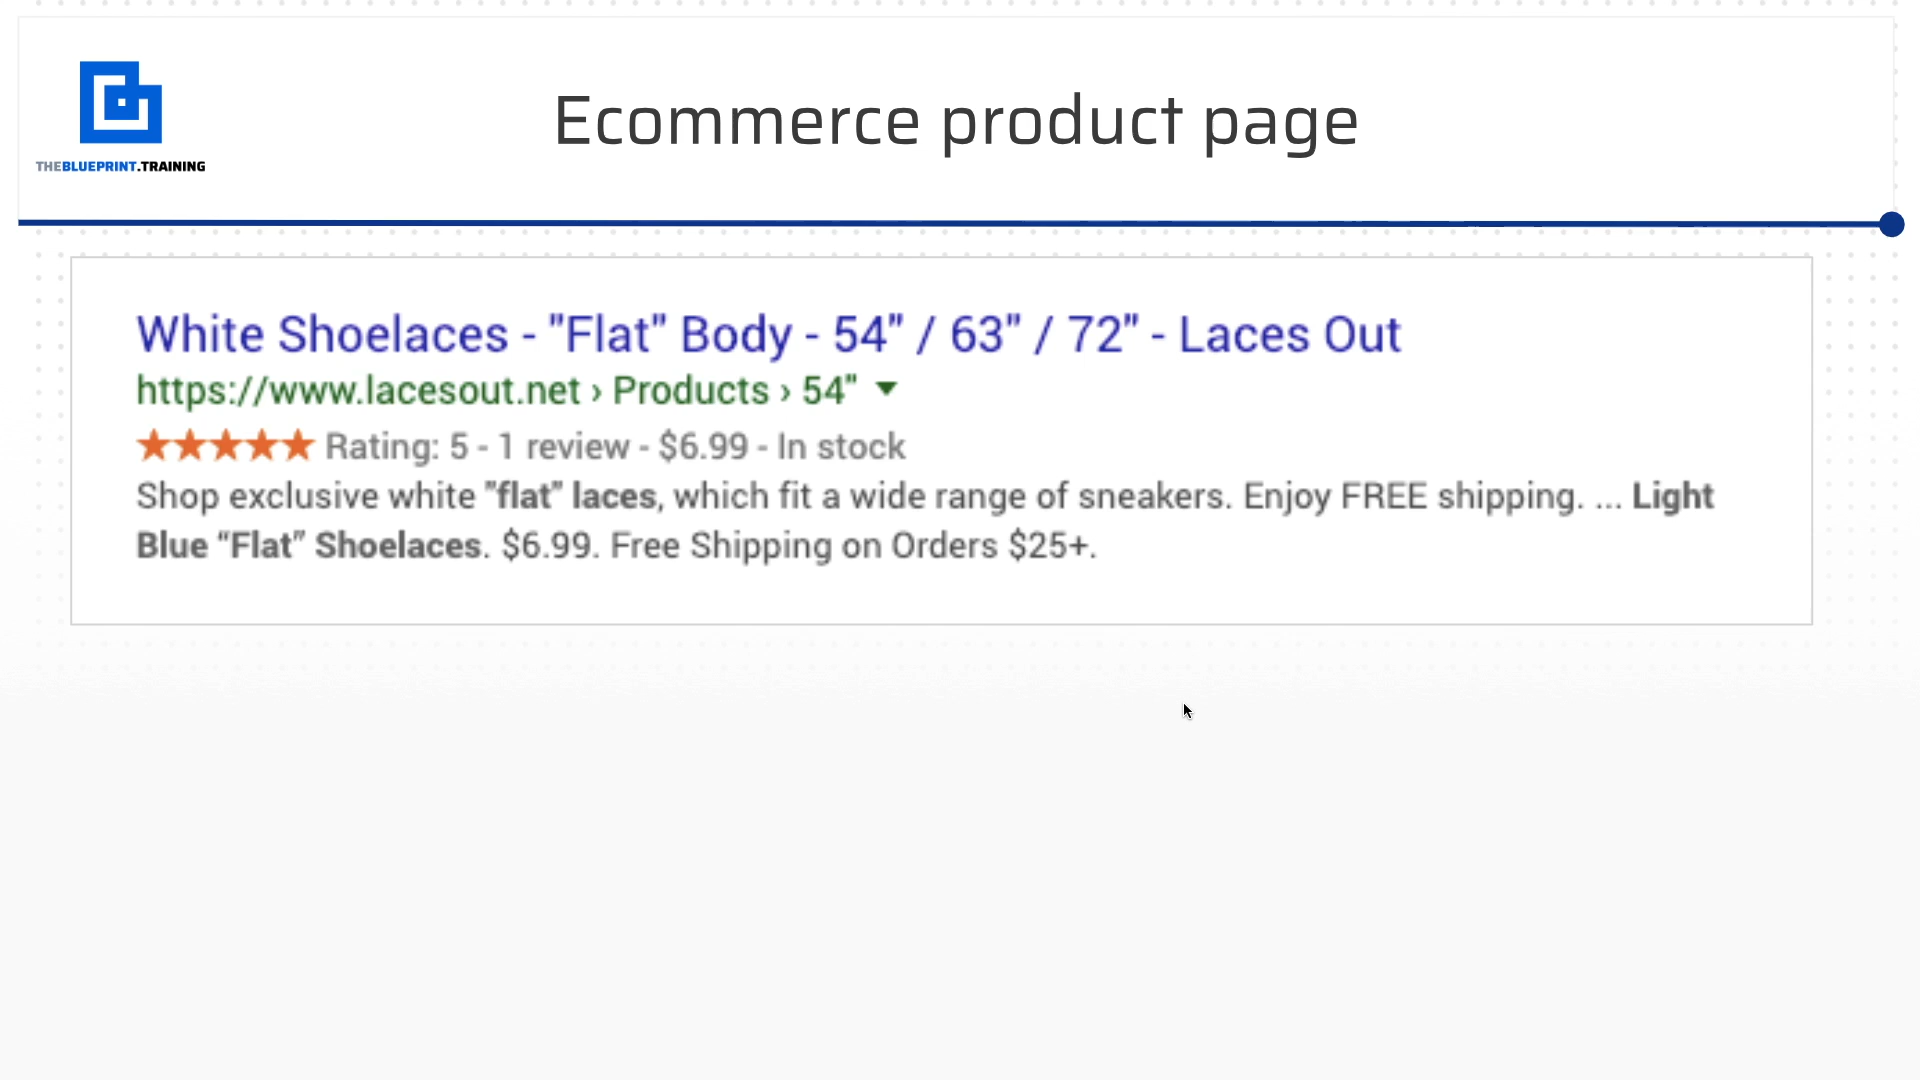 THEBLUEPRINT.TRAINING
Ecommerce product page
White Shoelaces - "Flat" Body - 54" / 63" / 72" - Laces Out
https://www.lacesout.net › Products › 54"
Rating: 5 - 1 review - $6.99 - In stock
Shop exclusive white "flat" laces, which fit a wide range of sneakers. Enjoy FREE shipping. ... Light
Blue “Flat” Shoelaces. $6.99. Free Shipping on Orders $25+.